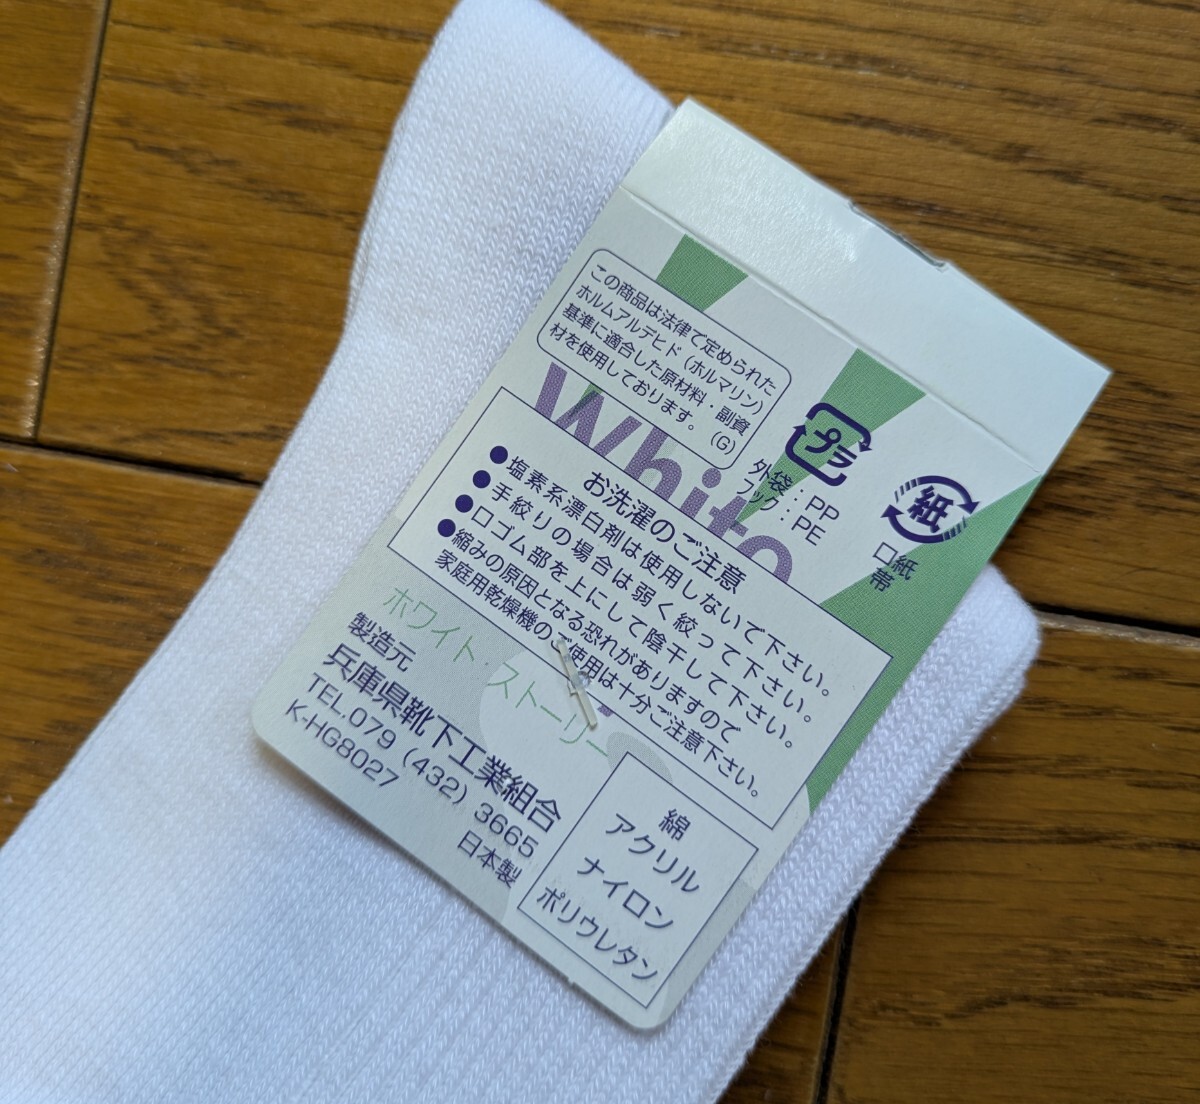 この商品は法律で定められた
ホルムアルデヒド（ホルマリン）
基準に適合した原材料・副資
材を使用しております。（G）
White
プラ
外袋：PP
フック：PE
紙
口紙
帯
お洗濯のご注意
●塩素系漂白剤は使用しないで下さい。
●手絞りの場合は弱く絞って下さい。
●口ゴム部を上にして陰干して下さい。
●縮みの原因となる恐れがありますので
家庭用乾燥機のご使用は十分ご注意下さい。
ホワイト・ストーリー
製造元
兵庫県靴下工業組合
TEL.079（432）3665
K-HG8027
日本製
綿
アクリル
ナイロン
ポリウレタン